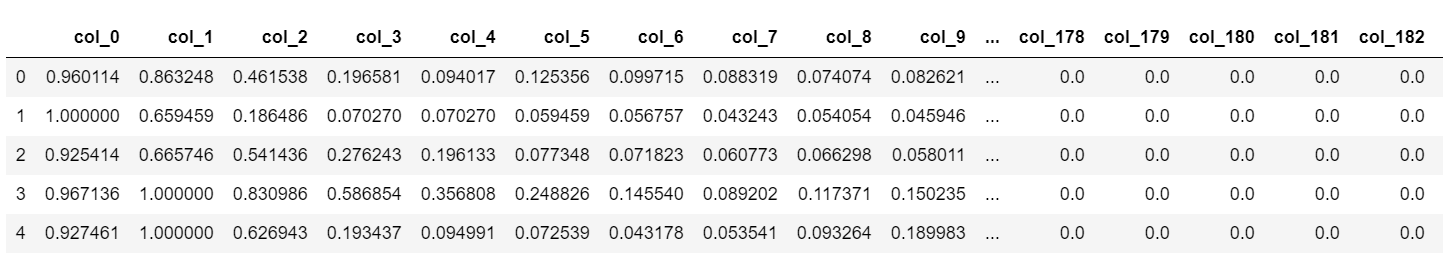 col_0 col_1 col_2 col_3 col_4 col_5 col_6 col_7 col_8 col_9 ... col_178 col_179 col_180 col_181 col_182
0 0.960114 0.863248 0.461538 0.196581 0.094017 0.125356 0.099715 0.088319 0.074074 0.082621 ... 0.0 0.0 0.0 0.0 0.0
1 1.000000 0.659459 0.186486 0.070270 0.070270 0.059459 0.056757 0.043243 0.054054 0.045946 ... 0.0 0.0 0.0 0.0 0.0
2 0.925414 0.665746 0.541436 0.276243 0.196133 0.077348 0.071823 0.060773 0.066298 0.058011 ... 0.0 0.0 0.0 0.0 0.0
3 0.967136 1.000000 0.830986 0.586854 0.356808 0.248826 0.145540 0.089202 0.117371 0.150235 ... 0.0 0.0 0.0 0.0 0.0
4 0.927461 1.000000 0.626943 0.193437 0.094991 0.072539 0.043178 0.053541 0.093264 0.189983 ... 0.0 0.0 0.0 0.0 0.0